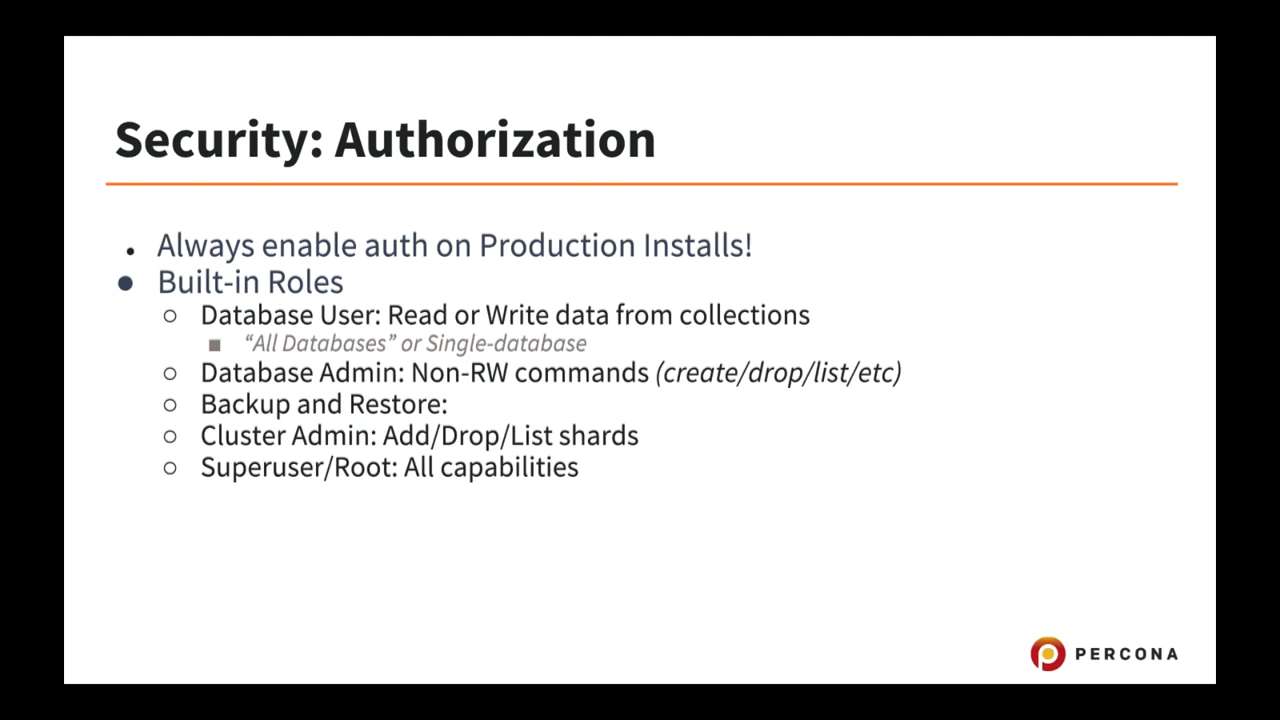 Security: Authorization
• Always enable auth on Production Installs!
● Built-in Roles
○ Database User: Read or Write data from collections
■ “All Databases” or Single-database
○ Database Admin: Non-RW commands (create/drop/list/etc)
○ Backup and Restore:
○ Cluster Admin: Add/Drop/List shards
○ Superuser/Root: All capabilities
PERCONA